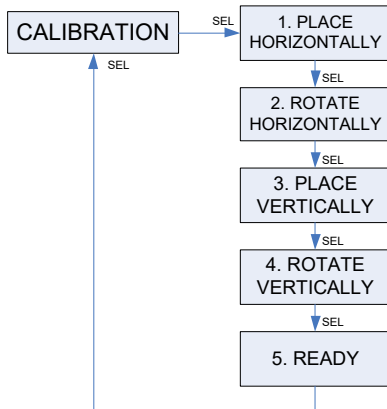 CALIBRATION
SEL
1. PLACE
HORIZONTALLY
SEL
2. ROTATE
HORIZONTALLY
SEL
3. PLACE
VERTICALLY
SEL
4. ROTATE
VERTICALLY
SEL
5. READY
SEL